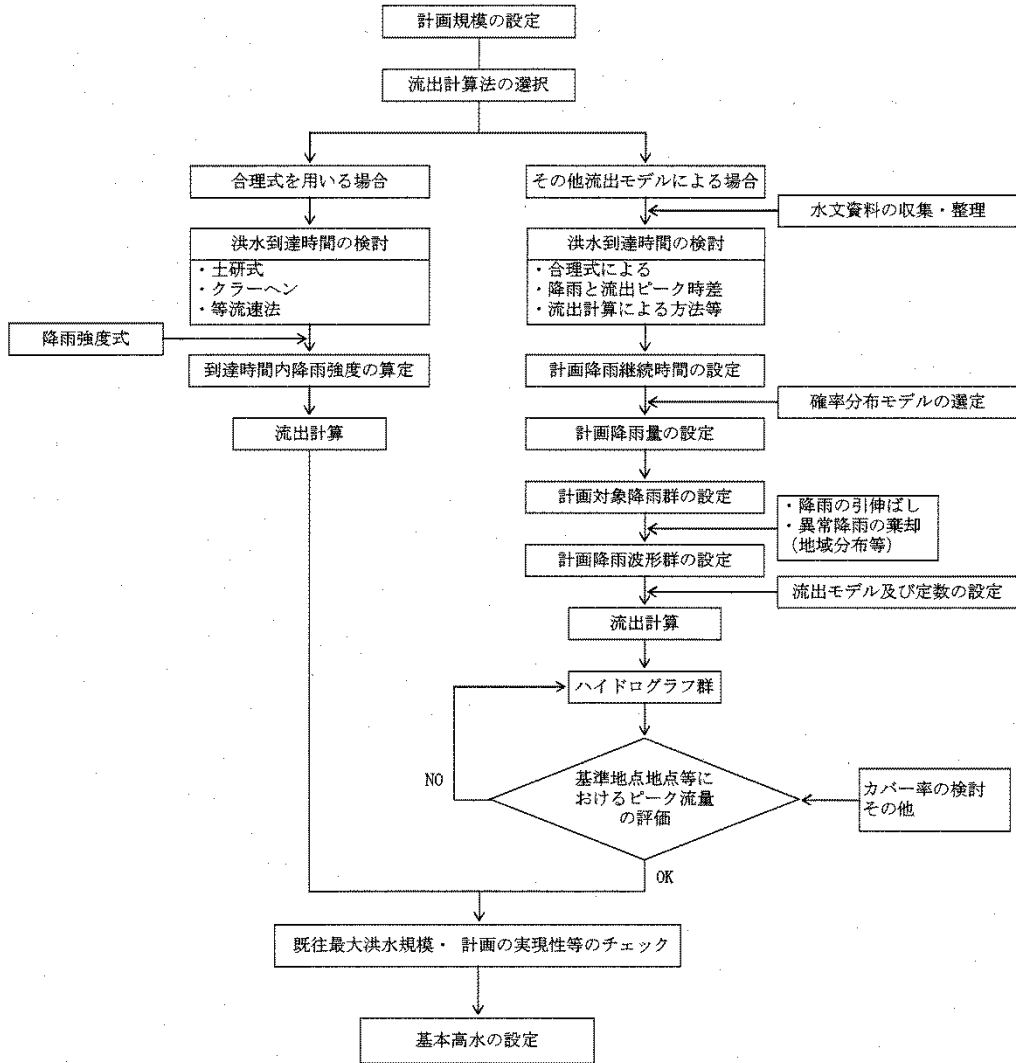 計画規模の設定
流出計算法の選択
合理式を用いる場合
洪水到達時間の検討
・土研式
・クラーヘン
・等流速法
降雨強度式
到達時間内降雨強度の算定
流出計算
その他流出モデルによる場合
水文資料の収集・整理
洪水到達時間の検討
・合理式による
・降雨と流出ピーク時差
・流出計算による方法等
計画降雨継続時間の設定
確率分布モデルの選定
計画降雨量の設定
計画対象降雨群の設定
・降雨の引伸ばし
・異常降雨の棄却
(地域分布等)
計画降雨波形群の設定
流出モデル及び定数の設定
流出計算
ハイドログラフ群
NO
基準地点地点等に
おけるピーク流量
の評価
カバー率の検討
その他
OK
既往最大洪水規模・ 計画の実現性等のチェック
基本高水の設定